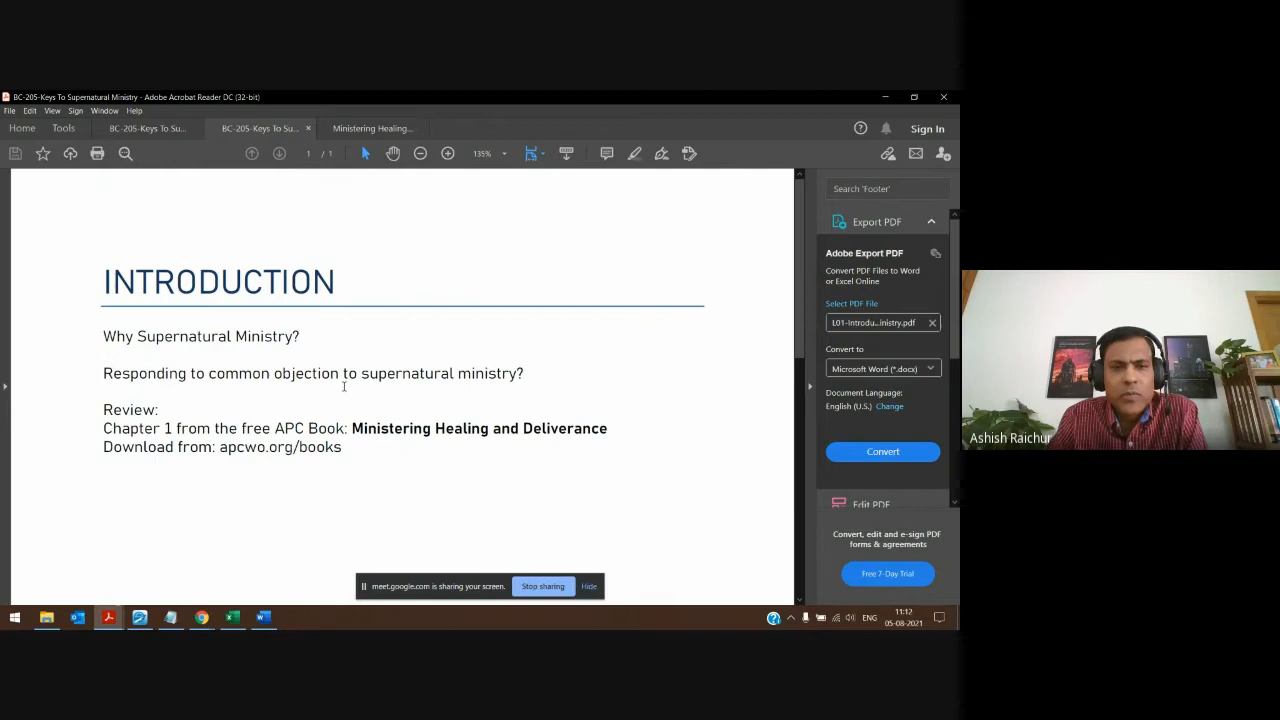 BC-205-Keys To Supernatural Ministry - Adobe Acrobat Reader DC (32-bit)
File Edit View Sign Window Help
Home Tools BC-205-Keys To Su... BC-205-Keys To Su... × Ministering Healing... Sign In
1 / 1 135%
Search 'Footer'
Export PDF
Adobe Export PDF
Convert PDF Files to Word
or Excel Online
Select PDF File
L01-Introdu...inistry.pdf
Convert to
Microsoft Word (*.docx)
Document Language:
English (U.S.) Change
Convert
Edit PDF
Convert, edit and e-sign PDF
forms & agreements
Free 7-Day Trial
INTRODUCTION
Why Supernatural Ministry?
Responding to common objection to supernatural ministry?
Review:
Chapter 1 from the free APC Book: Ministering Healing and Deliverance
Download from: apcwo.org/books
meet.google.com is sharing your screen. Stop sharing Hide
ENG
11:12
05-08-2021
Ashish Raichur